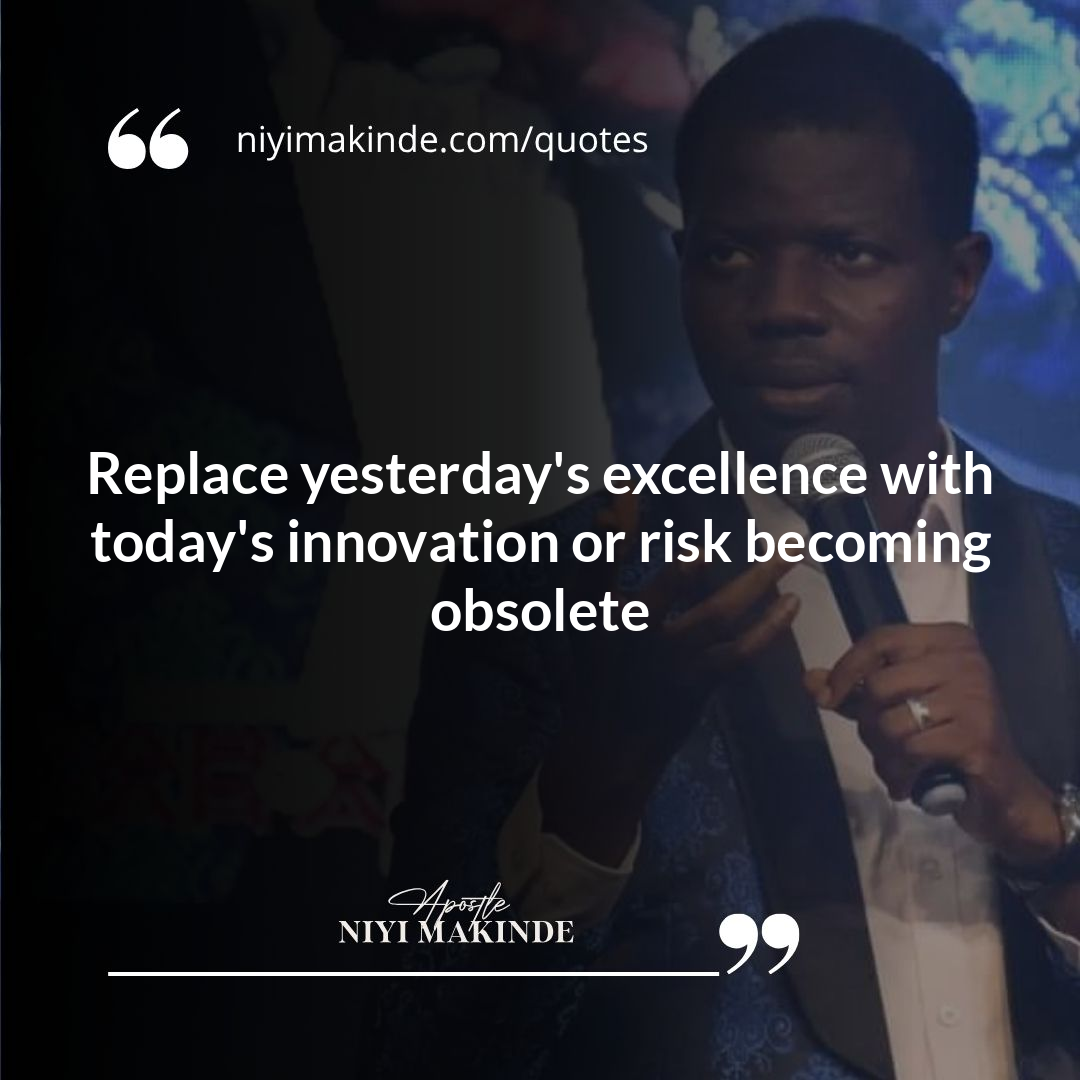 niyimakinde.com/quotes
Replace yesterday's excellence with
today's innovation or risk becoming
obsolete
Apostle
NIYI MAKINDE